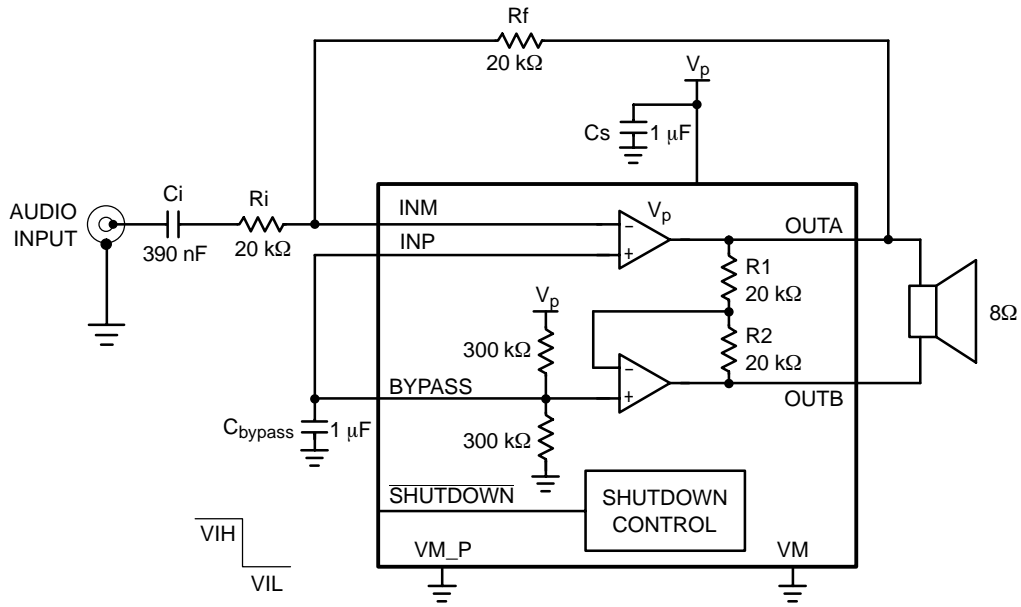 Rf
20 kΩ
Vp
Cs
1 μF
AUDIO
INPUT
Ci
390 nF
Ri
20 kΩ
INM
INP
Vp
OUTA
R1
20 kΩ
Vp
300 kΩ
R2
20 kΩ
8Ω
BYPASS
OUTB
Cbypass
1 μF
300 kΩ
SHUTDOWN
SHUTDOWN
CONTROL
VIH
VIL
VM_P
VM